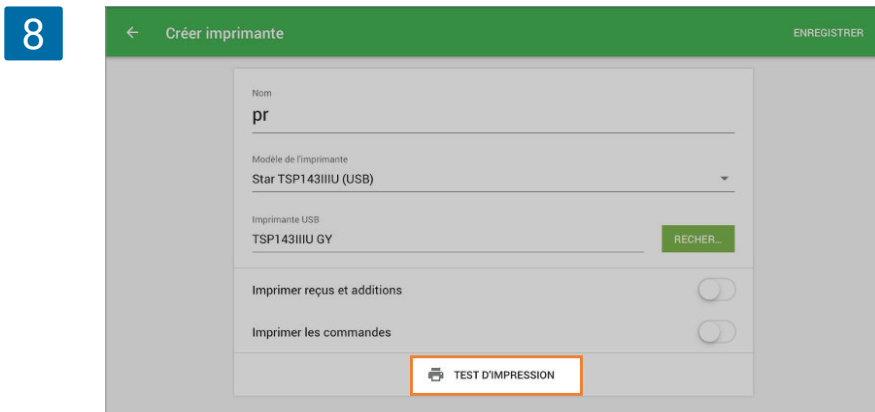 8
Créer imprimante
ENREGISTRER
Nom
pr
Modèle de l'imprimante
Star TSP143IIIU (USB)
Imprimante USB
TSP143IIIU GY
RECHER...
Imprimer reçus et additions
Imprimer les commandes
TEST D'IMPRESSION